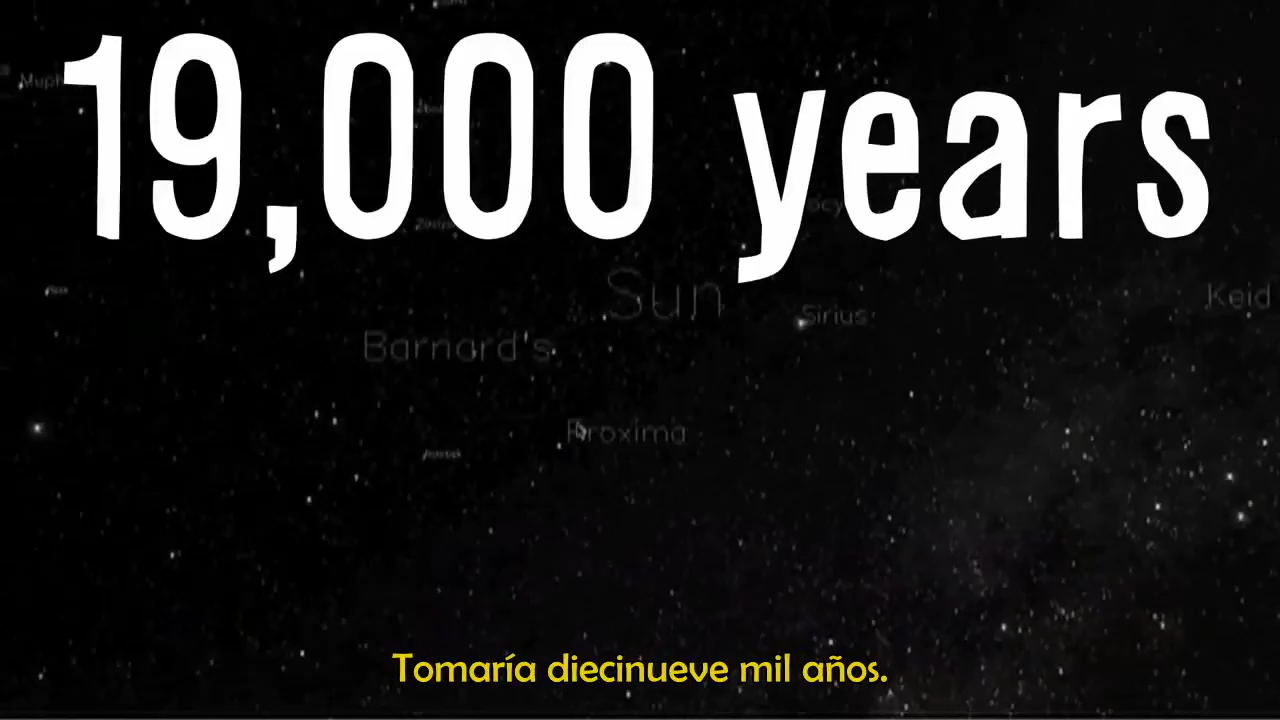 19,000 years
Sun
Keid
Sirius
Barnard's
Proxima
Tomaría diecinueve mil años.